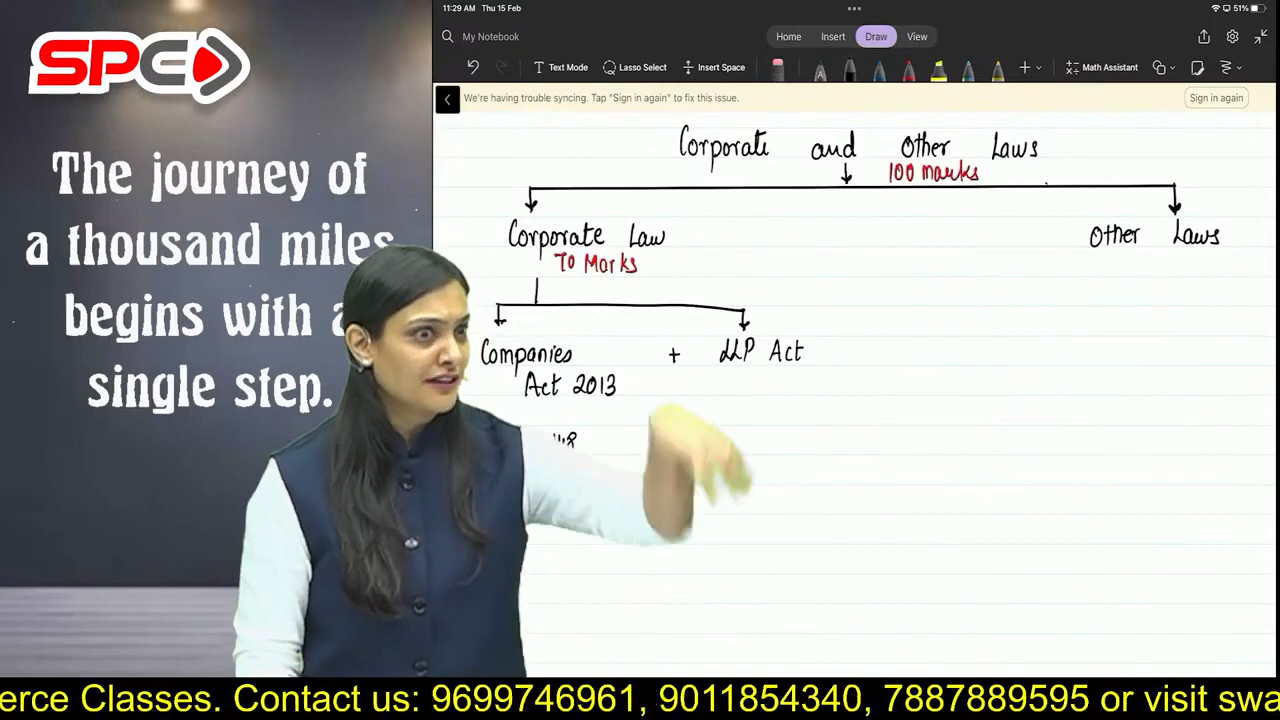 SPC
The journey of
a thousand miles
begins with a
single step.
11:29 AM Thu 15 Feb
51%
My Notebook
Home Insert Draw View
Text Mode Lasso Select Insert Space Math Assistant
We're having trouble syncing. Tap "Sign in again" to fix this issue. Sign in again
Corporate and Other Laws
100 marks
Corporate Law
70 Marks
Other Laws
Companies
Act 2013
+ LLP Act
erce Classes. Contact us: 9699746961, 9011854340, 7887889595 or visit swa